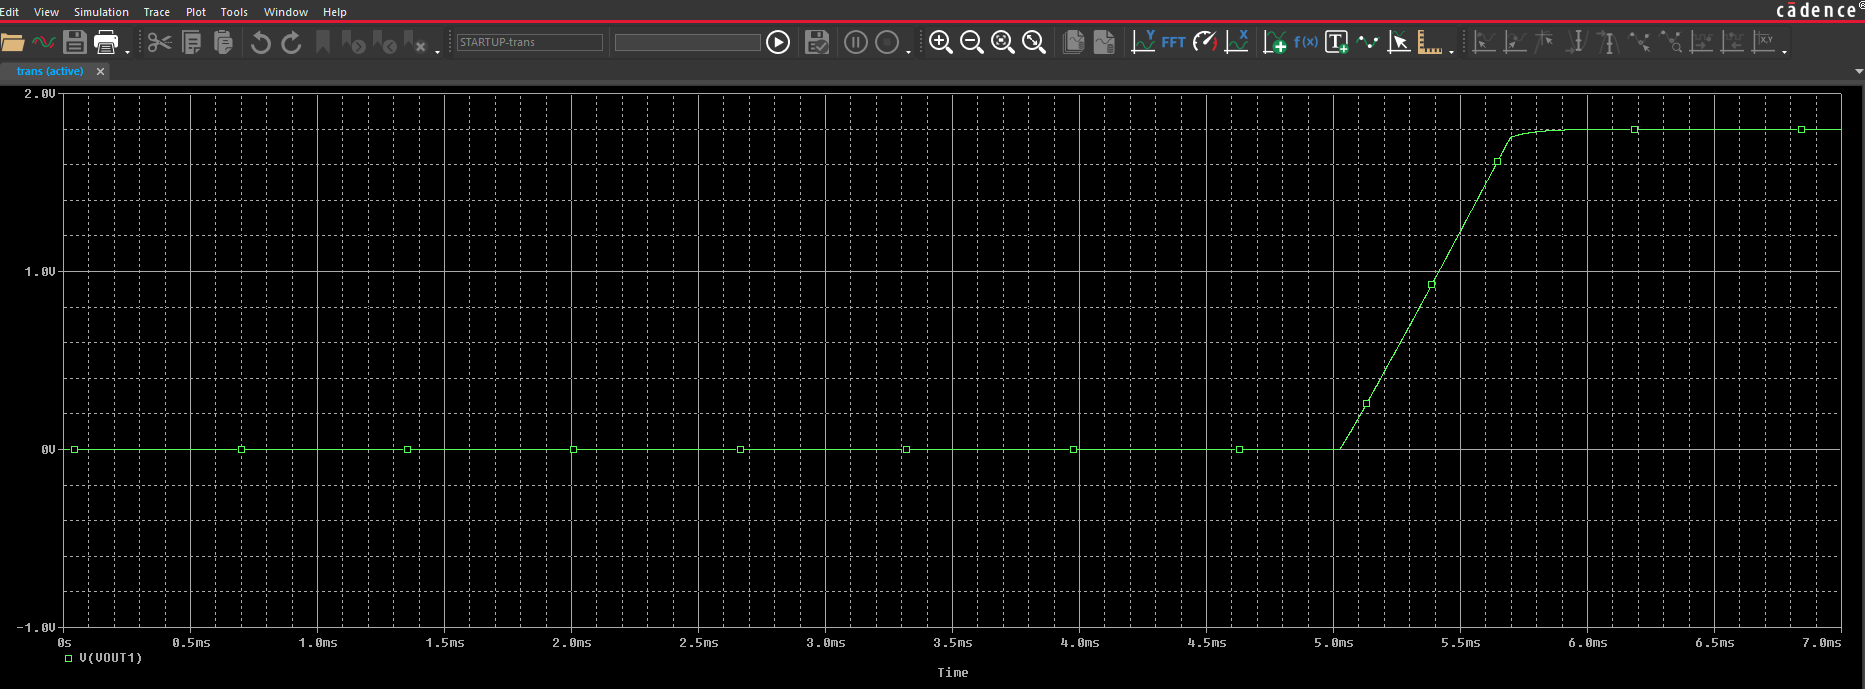 Edit View Simulation Trace Plot Tools Window Help
cādence®
STARTUP-trans
Y FFT X f(x) T X,Y
trans (active)
2.0V
1.0V
0V
-1.0V
0s 0.5ms 1.0ms 1.5ms 2.0ms 2.5ms 3.0ms 3.5ms 4.0ms 4.5ms 5.0ms 5.5ms 6.0ms 6.5ms 7.0ms
V(VOUT1)
Time